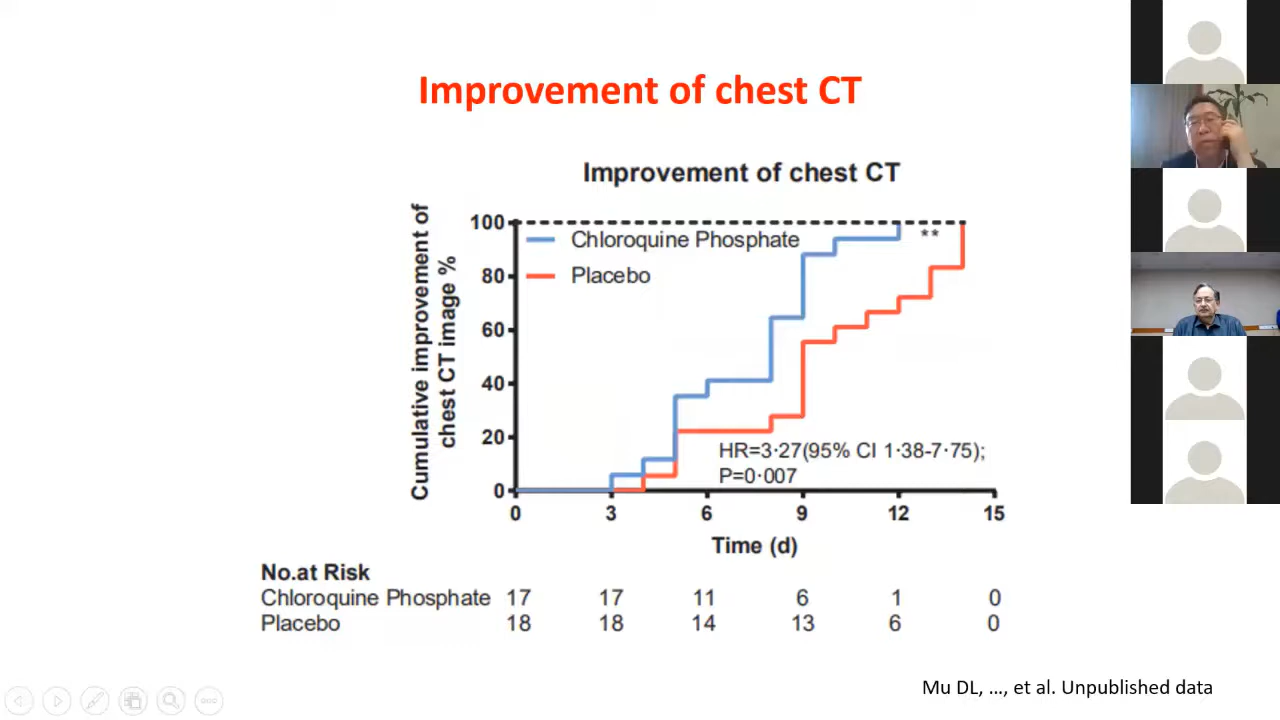 Improvement of chest CT
Improvement of chest CT
Cumulative improvement of
chest CT image %
100
80
60
40
20
0
Chloroquine Phosphate
Placebo
**
HR=3·27(95% CI 1·38-7·75);
P=0·007
0 3 6 9 12 15
Time (d)
No.at Risk
Chloroquine Phosphate 17 17 11 6 1 0
Placebo 18 18 14 13 6 0
Mu DL, …, et al. Unpublished data